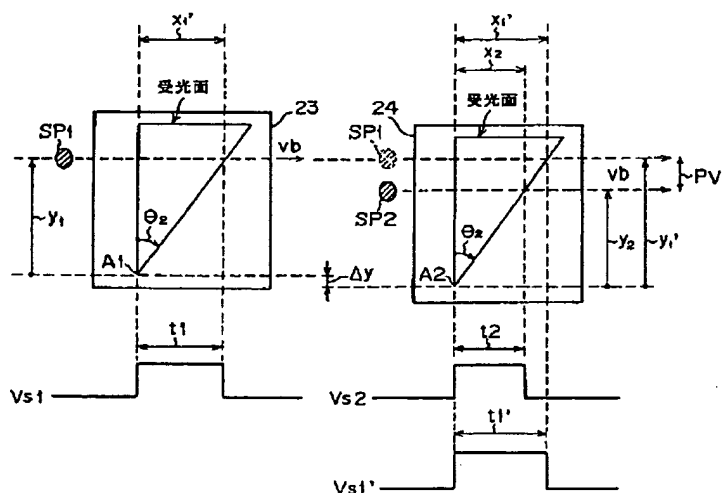 x₁' x₁'
x₂
受光面 受光面
23 24
SP1 vb SP1
vb PV
SP2
y₁ θ₂ θ₂ y₂ y₁'
A1 A2
Δy
t1 t2
Vs1 Vs2
t1'
Vs1'